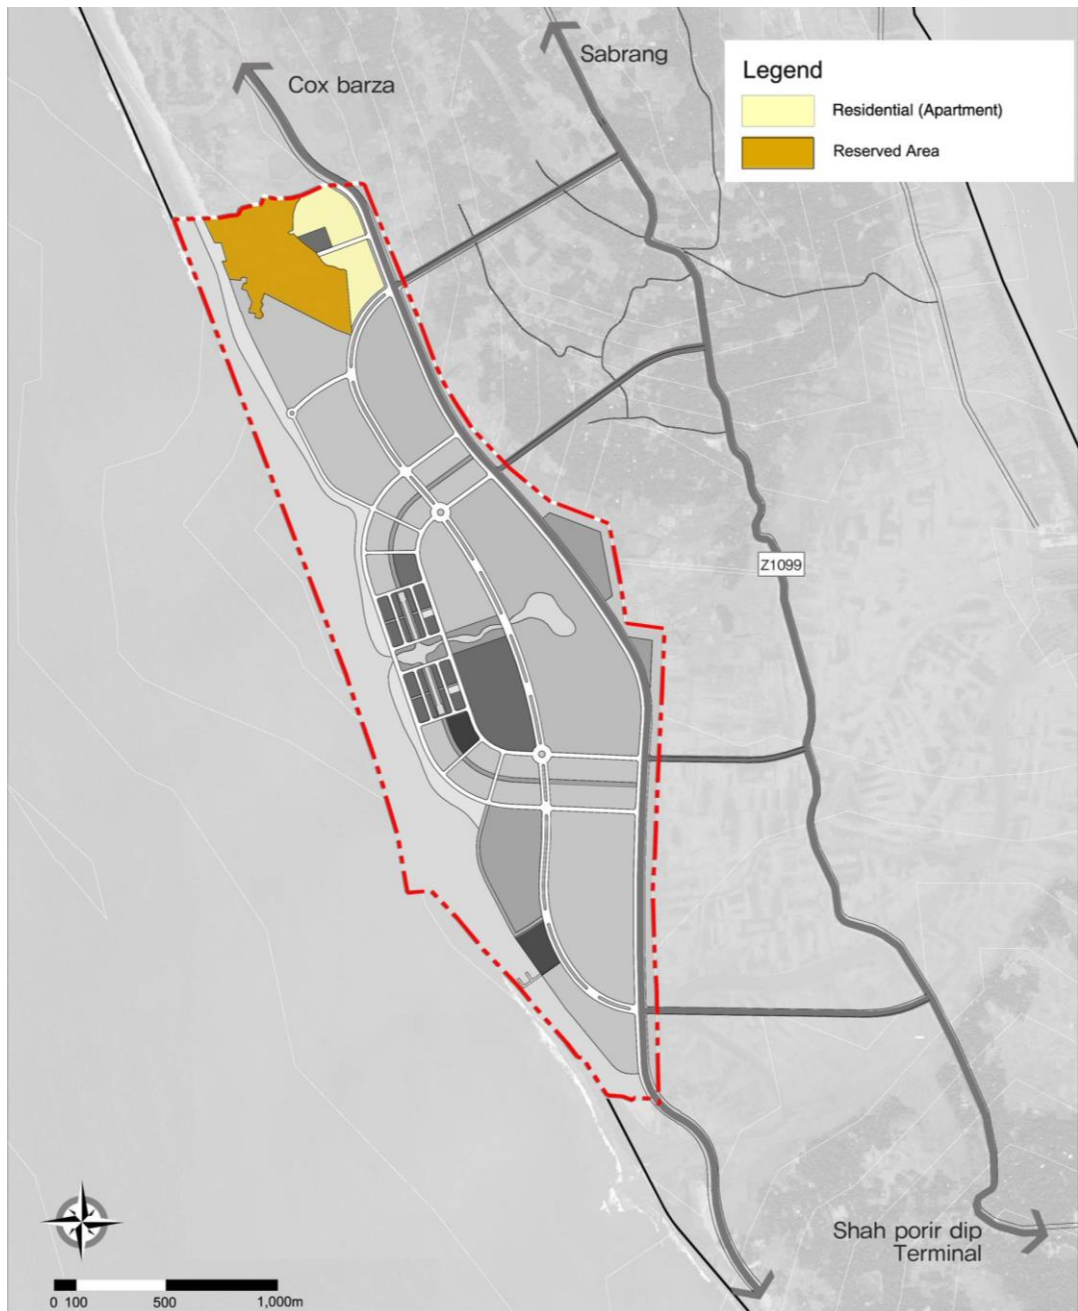 Sabrang
Cox barza
Legend
Residential (Apartment)
Reserved Area
Z1099
Shah porir dip
Terminal
0 100 500 1,000m